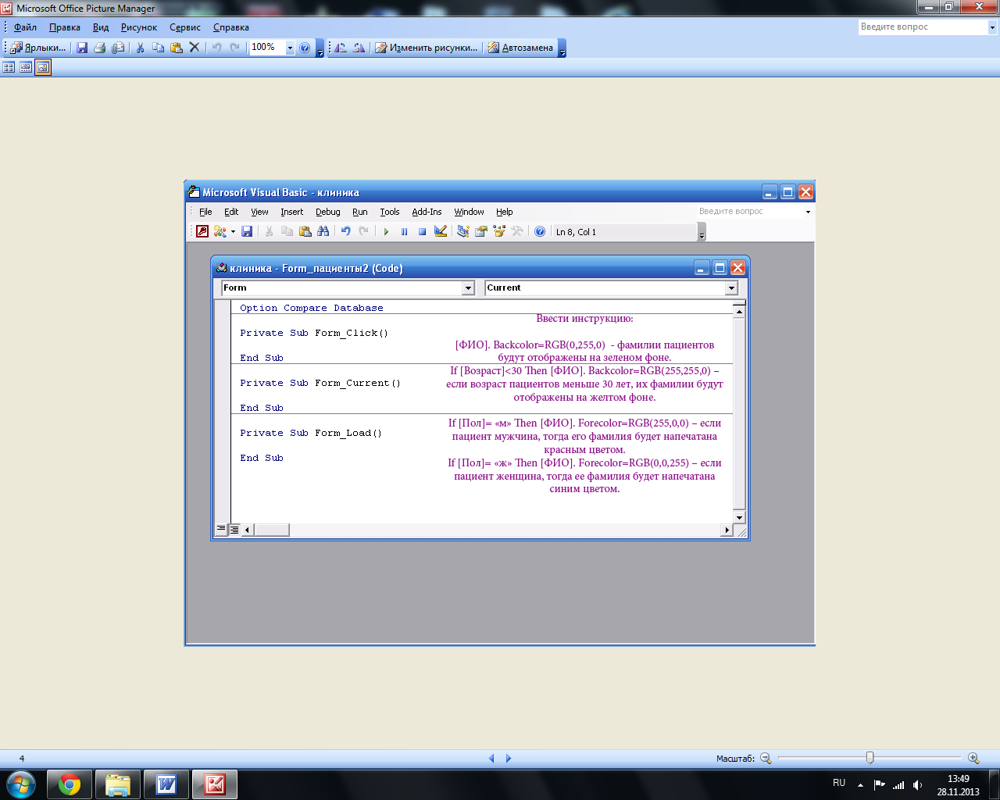 Microsoft Office Picture Manager
Файл Правка Вид Рисунок Сервис Справка
Введите вопрос
Ярлыки... 100% Изменить рисунки... Автозамена
Microsoft Visual Basic - клиника
File Edit View Insert Debug Run Tools Add-Ins Window Help
Введите вопрос
Ln 8, Col 1
клиника - Form_пациенты2 (Code)
Form Current
Option Compare Database
Private Sub Form_Click()
End Sub
Private Sub Form_Current()
End Sub
Private Sub Form_Load()
End Sub
Ввести инструкцию:
[ФИО]. Backcolor=RGB(0,255,0) - фамилии пациентов
будут отображены на зеленом фоне.
If [Возраст]<30 Then [ФИО]. Backcolor=RGB(255,255,0) –
если возраст пациентов меньше 30 лет, их фамилии будут
отображены на желтом фоне.
If [Пол]= «м» Then [ФИО]. Forecolor=RGB(255,0,0) – если
пациент мужчина, тогда его фамилия будет напечатана
красным цветом.
If [Пол]= «ж» Then [ФИО]. Forecolor=RGB(0,0,255) – если
пациент женщина, тогда ее фамилия будет напечатана
синим цветом.
4
Масштаб:
RU
13:49
28.11.2013